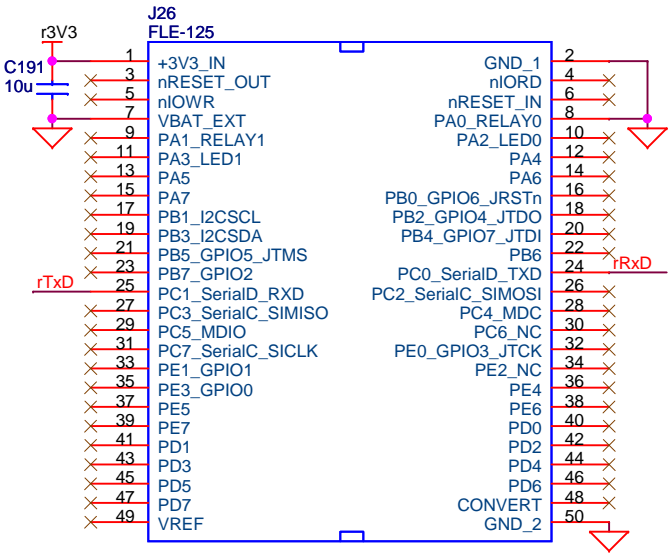 J26
FLE-125
r3V3
C191
10u
1 +3V3_IN GND_1 2
3 nRESET_OUT nIORD 4
5 nIOWR nRESET_IN 6
7 VBAT_EXT PA0_RELAY0 8
9 PA1_RELAY1 PA2_LED0 10
11 PA3_LED1 PA4 12
13 PA5 PA6 14
15 PA7 PB0_GPIO6_JRSTn 16
17 PB1_I2CSCL PB2_GPIO4_JTDO 18
19 PB3_I2CSDA PB4_GPIO7_JTDI 20
21 PB5_GPIO5_JTMS PB6 22
23 PB7_GPIO2 PC0_SerialD_TXD 24 rRxD
rTxD 25 PC1_SerialD_RXD PC2_SerialC_SIMOSI 26
27 PC3_SerialC_SIMISO PC4_MDC 28
29 PC5_MDIO PC6_NC 30
31 PC7_SerialC_SICLK PE0_GPIO3_JTCK 32
33 PE1_GPIO1 PE2_NC 34
35 PE3_GPIO0 PE4 36
37 PE5 PE6 38
39 PE7 PD0 40
41 PD1 PD2 42
43 PD3 PD4 44
45 PD5 PD6 46
47 PD7 CONVERT 48
49 VREF GND_2 50